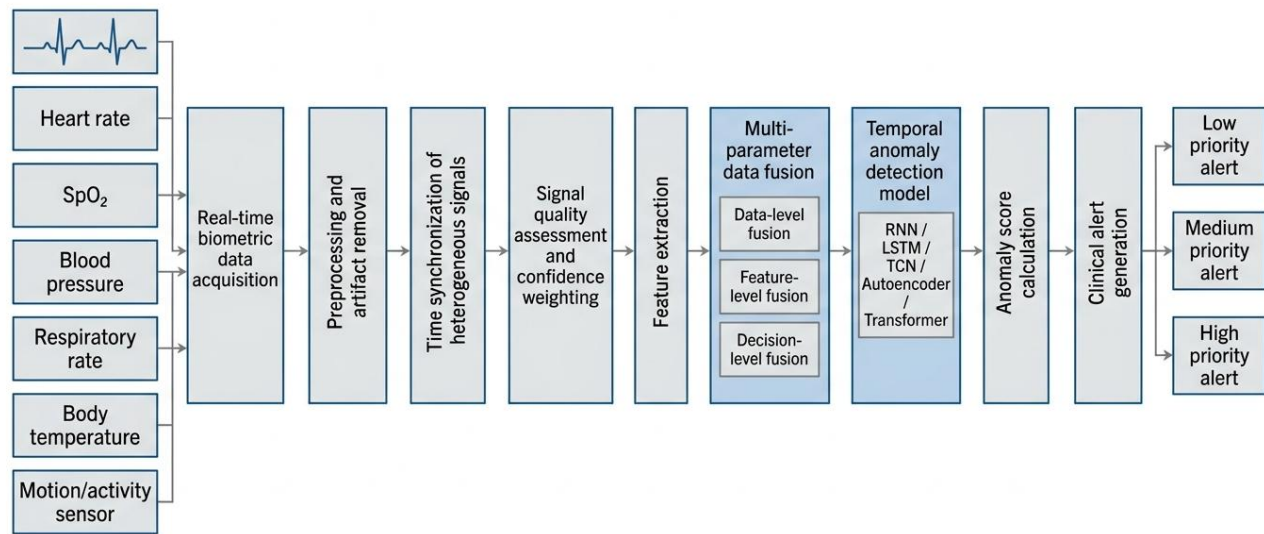 Heart rate
SpO₂
Blood
pressure
Respiratory
rate
Body
temperature
Motion/activity
sensor
Real-time
biometric
data
acquisition
Preprocessing and
artifact removal
Time synchronization of
heterogeneous signals
Signal
quality
assessment
and
confidence
weighting
Feature extraction
Multi-
parameter
data fusion
Data-level
fusion
Feature-
level fusion
Decision-
level fusion
Temporal
anomaly
detection
model
RNN /
LSTM /
TCN /
Autoencoder
/
Transformer
Anomaly score
calculation
Clinical alert
generation
Low
priority
alert
Medium
priority
alert
High
priority
alert